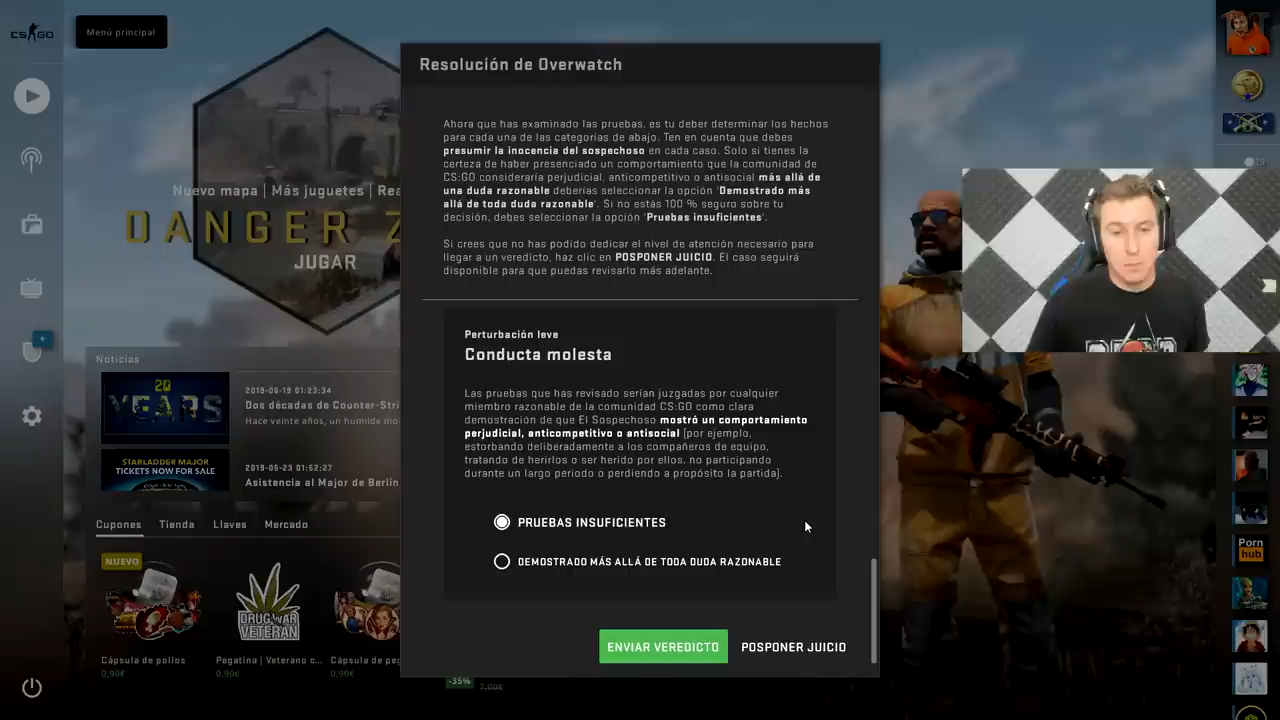 CS GO
Menú principal
Resolución de Overwatch
Ahora que has examinado las pruebas, es tu deber determinar los hechos
para cada una de las categorías de abajo. Ten en cuenta que debes
presumir la inocencia del sospechoso en cada caso. Solo si tienes la
certeza de haber presenciado un comportamiento que la comunidad de
CS:GO consideraría perjudicial, anticompetitivo o antisocial más allá de
una duda razonable deberías seleccionar la opción 'Demostrado más
allá de toda duda razonable'. Si no estás 100 % seguro sobre tu
decisión, debes seleccionar la opción 'Pruebas insuficientes'.
Si crees que no has podido dedicar el nivel de atención necesario para
llegar a un veredicto, haz clic en POSPONER JUICIO. El caso seguirá
disponible para que puedas revisarlo más adelante.
Perturbación leve
Conducta molesta
Las pruebas que has revisado serían juzgadas por cualquier
miembro razonable de la comunidad CS:GO como clara
demostración de que El Sospechoso mostró un comportamiento
perjudicial, anticompetitivo o antisocial (por ejemplo,
estorbando deliberadamente a los compañeros de equipo,
tratando de herirlos o ser herido por ellos, no participando
durante un largo periodo o perdiendo a propósito la partida).
PRUEBAS INSUFICIENTES
DEMOSTRADO MÁS ALLÁ DE TODA DUDA RAZONABLE
ENVIAR VEREDICTO
POSPONER JUICIO
Nuevo mapa | Más juguetes | Rea
DANGER Z
JUGAR
Noticias
20
YEARS
2019-06-19 01:23:34
Dos décadas de Counter-Stri
Hace veinte años, un humilde mo
STARLADDER MAJOR
TICKETS NOW FOR SALE
2019-06-23 01:52:27
Asistencia al Major de Berlín
Cupones
Tienda
Llaves
Mercado
NUEVO
DRUG WAR
VETERAN
Cápsula de pollos
0,90€
Pegatina | Veterano c...
0,90€
Cápsula de peg
0,90€
-35%
7,00€
29
Porn
hub